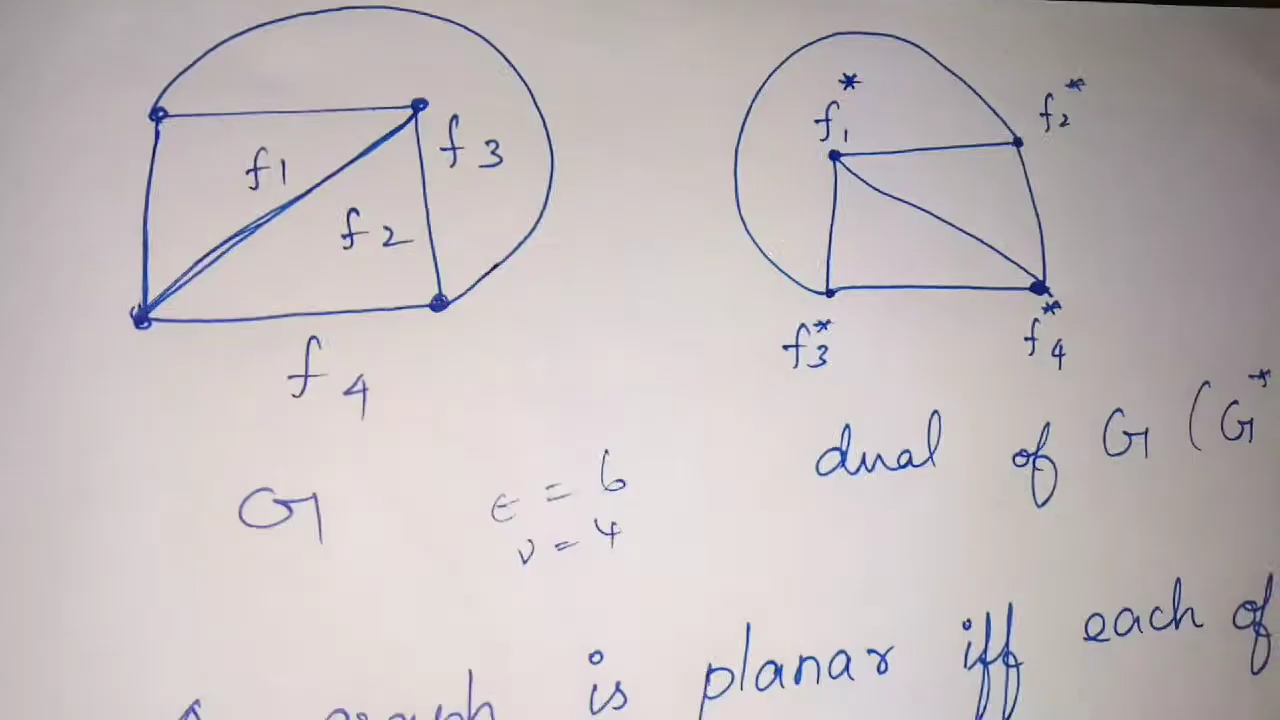 f1
f3
f2
f4
G
ε = 6
ν = 4
f1*
f2*
f3*
f4*
dual of G (G*
is planar iff each of